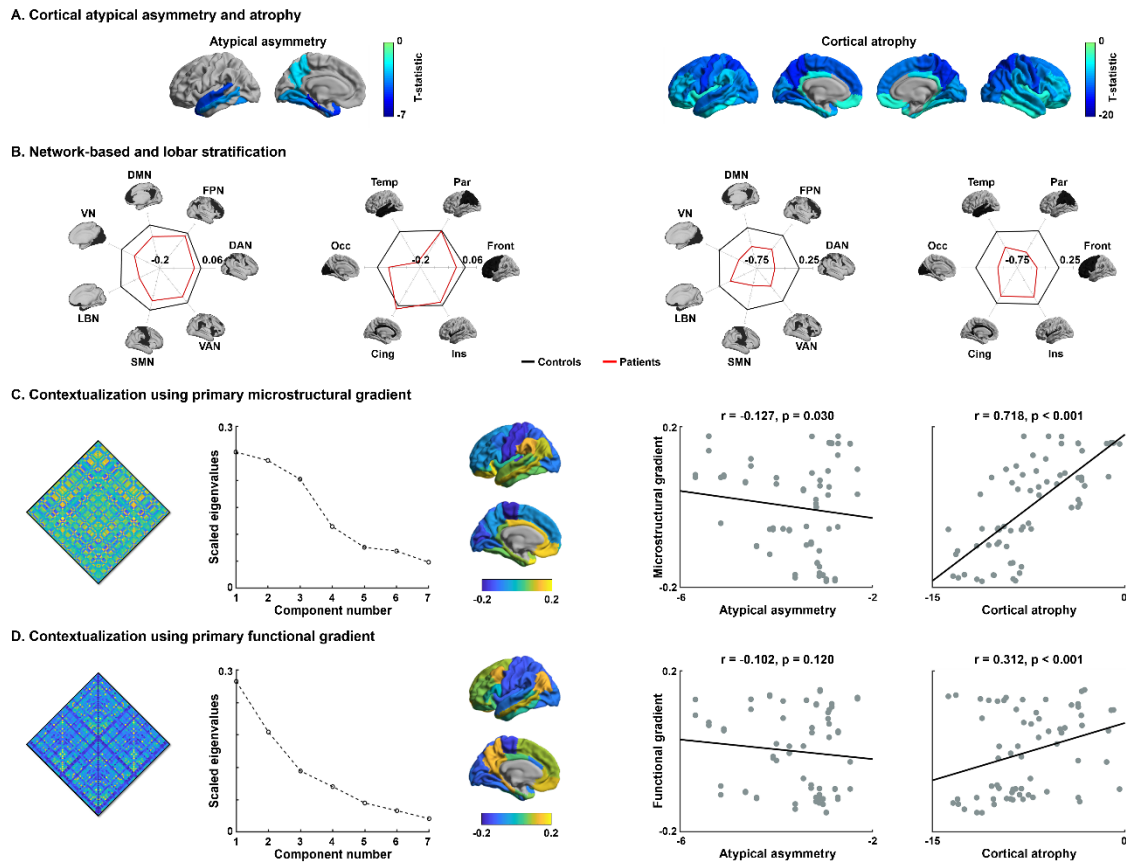 A. Cortical atypical asymmetry and atrophy
Atypical asymmetry
0
T-statistic
-7
Cortical atrophy
0
T-statistic
-20
B. Network-based and lobar stratification
DMN
FPN
VN
DAN
-0.2
0.06
LBN
VAN
SMN
Temp
Par
Occ
Front
-0.2
0.06
Cing
Ins
DMN
FPN
VN
DAN
-0.75
0.25
LBN
VAN
SMN
Temp
Par
Occ
Front
-0.75
0.25
Cing
Ins
Controls
Patients
C. Contextualization using primary microstructural gradient
0.3
Scaled eigenvalues
0
1 2 3 4 5 6 7
Component number
-0.2 0.2
r = -0.127, p = 0.030
0.2
Microstructural gradient
-0.2
-6 -2
Atypical asymmetry
r = 0.718, p < 0.001
-15 0
Cortical atrophy
D. Contextualization using primary functional gradient
0.3
Scaled eigenvalues
0
1 2 3 4 5 6 7
Component number
-0.2 0.2
r = -0.102, p = 0.120
0.2
Functional gradient
-0.2
-6 -2
Atypical asymmetry
r = 0.312, p < 0.001
-15 0
Cortical atrophy